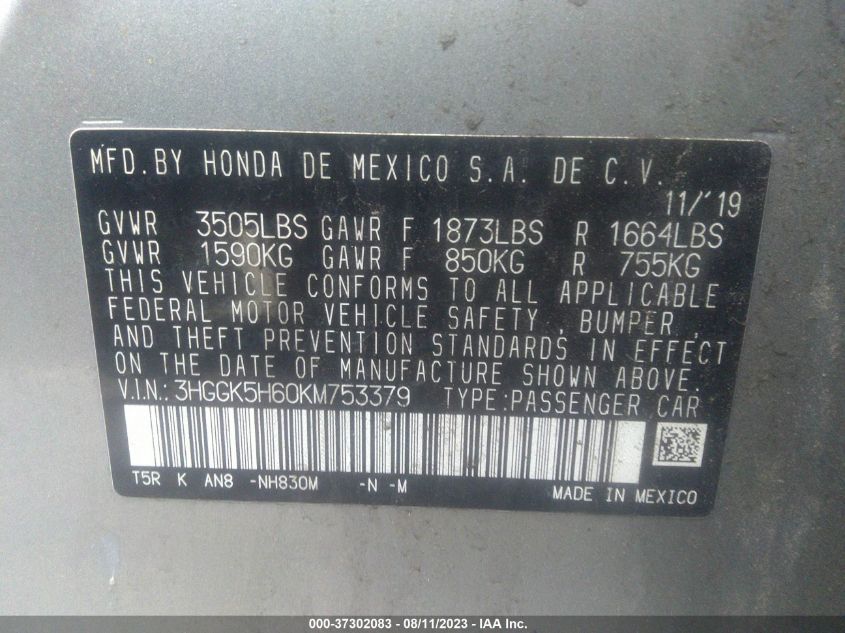 MFD.BY HONDA DE MEXICO S.A. DE C.V.
11/'19
GVWR 3505LBS GAWR F 1873LBS R 1664LBS
GVWR 1590KG GAWR F 850KG R 755KG
THIS VEHICLE CONFORMS TO ALL APPLICABLE
FEDERAL MOTOR VEHICLE SAFETY , BUMPER ,
AND THEFT PREVENTION STANDARDS IN EFFECT
ON THE DATE OF MANUFACTURE SHOWN ABOVE.
V.I.N.: 3HGGK5H60KM753379 TYPE:PASSENGER CAR
T5R K AN8 -NH830M -N -M
MADE IN MEXICO
000-37302083 - 08/11/2023 - IAA Inc.